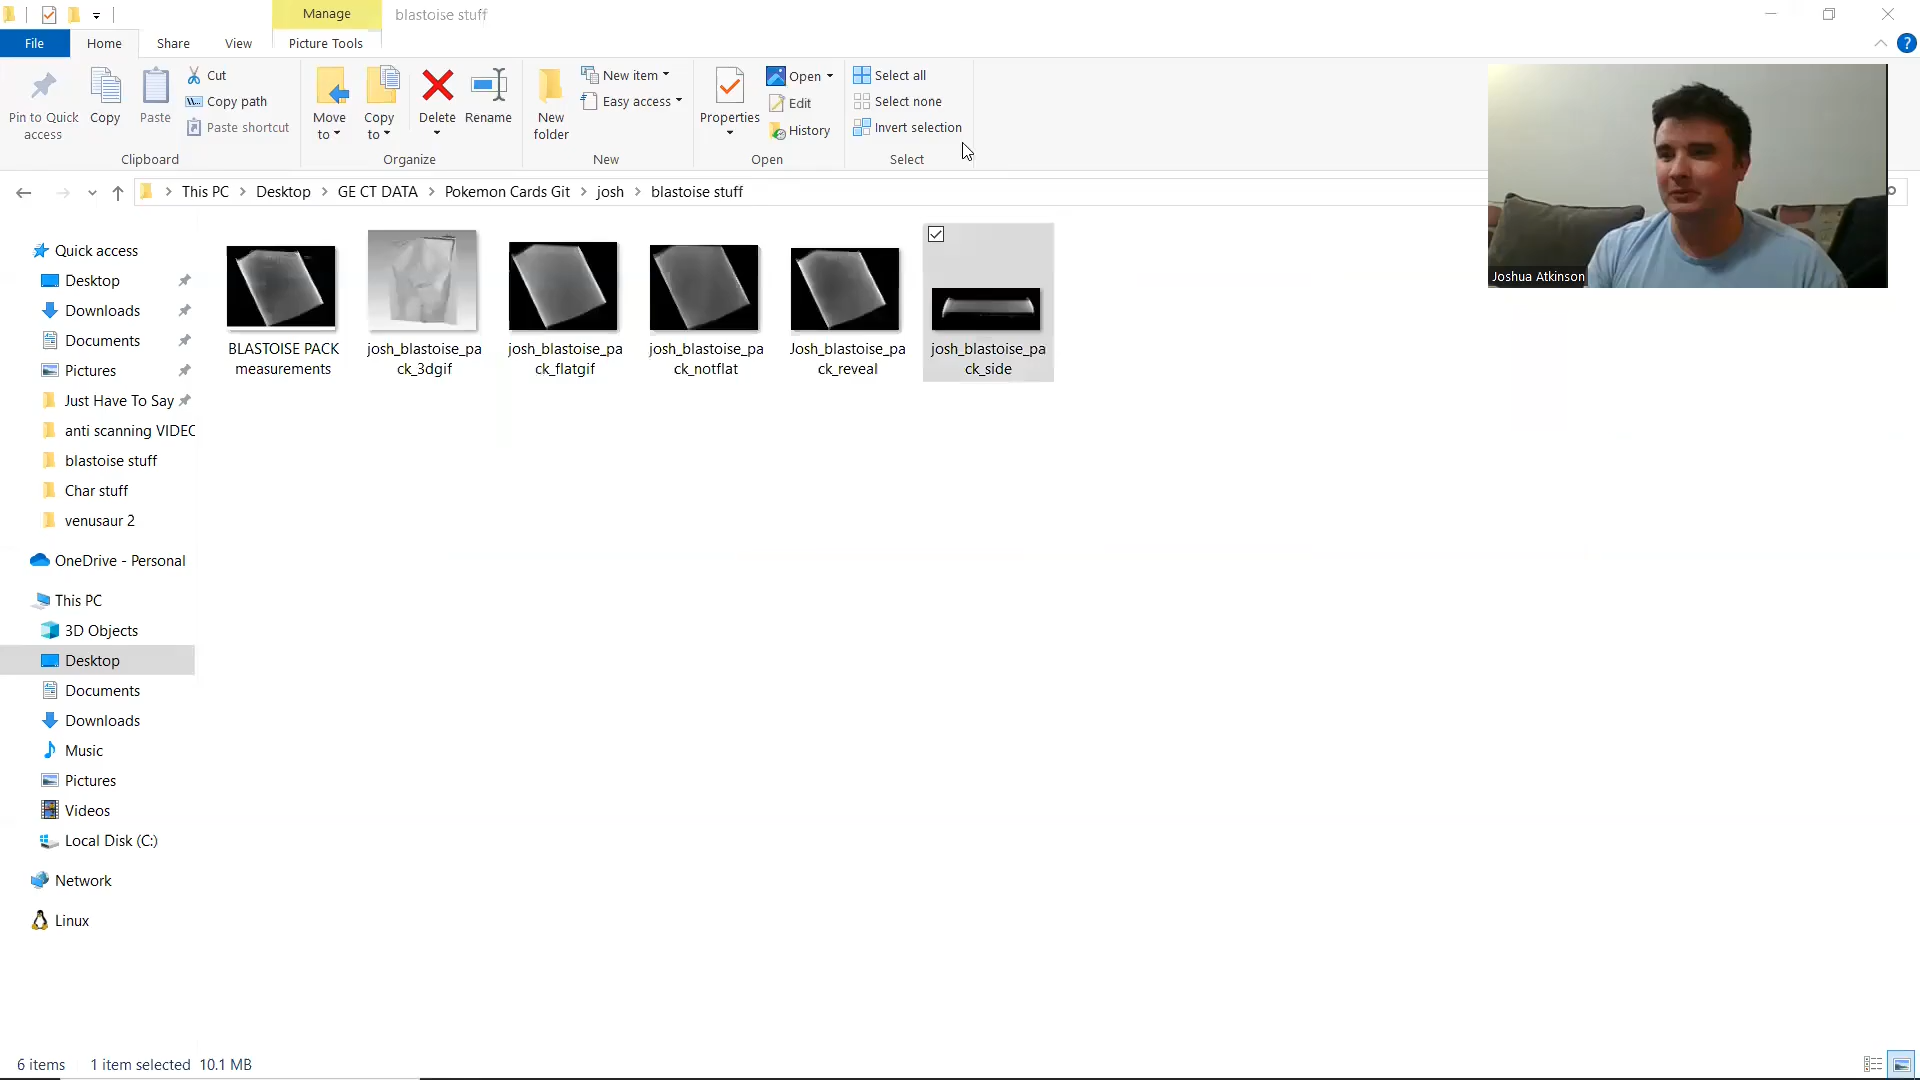 Manage
blastoise stuff
File
Home
Share
View
Picture Tools
Pin to Quick
access
Copy
Paste
Cut
Copy path
Paste shortcut
Clipboard
Move
to
Copy
to
Delete
Rename
Organize
New
folder
New item
Easy access
New
Properties
Open
Edit
History
Open
Select all
Select none
Invert selection
Select
This PC
Desktop
GE CT DATA
Pokemon Cards Git
josh
blastoise stuff
Joshua Atkinson
Quick access
Desktop
Downloads
Documents
Pictures
Just Have To Say
anti scanning VIDEO
blastoise stuff
Char stuff
venusaur 2
OneDrive - Personal
This PC
3D Objects
Desktop
Documents
Downloads
Music
Pictures
Videos
Local Disk (C:)
Network
Linux
BLASTOISE PACK
measurements
josh_blastoise_pa
ck_3dgif
josh_blastoise_pa
ck_flatgif
josh_blastoise_pa
ck_notflat
Josh_blastoise_pa
ck_reveal
josh_blastoise_pa
ck_side
6 items
1 item selected 10.1 MB